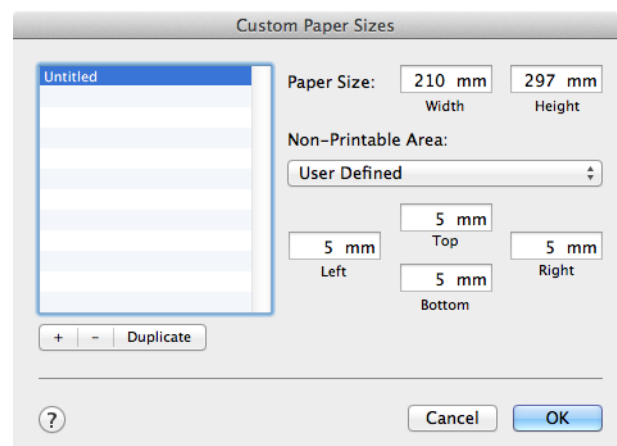 Custom Paper Sizes
Untitled
Paper Size:
210 mm
297 mm
Width
Height
Non-Printable Area:
User Defined
5 mm
Top
5 mm
5 mm
Left
Right
5 mm
Bottom
+ - Duplicate
?
Cancel
OK